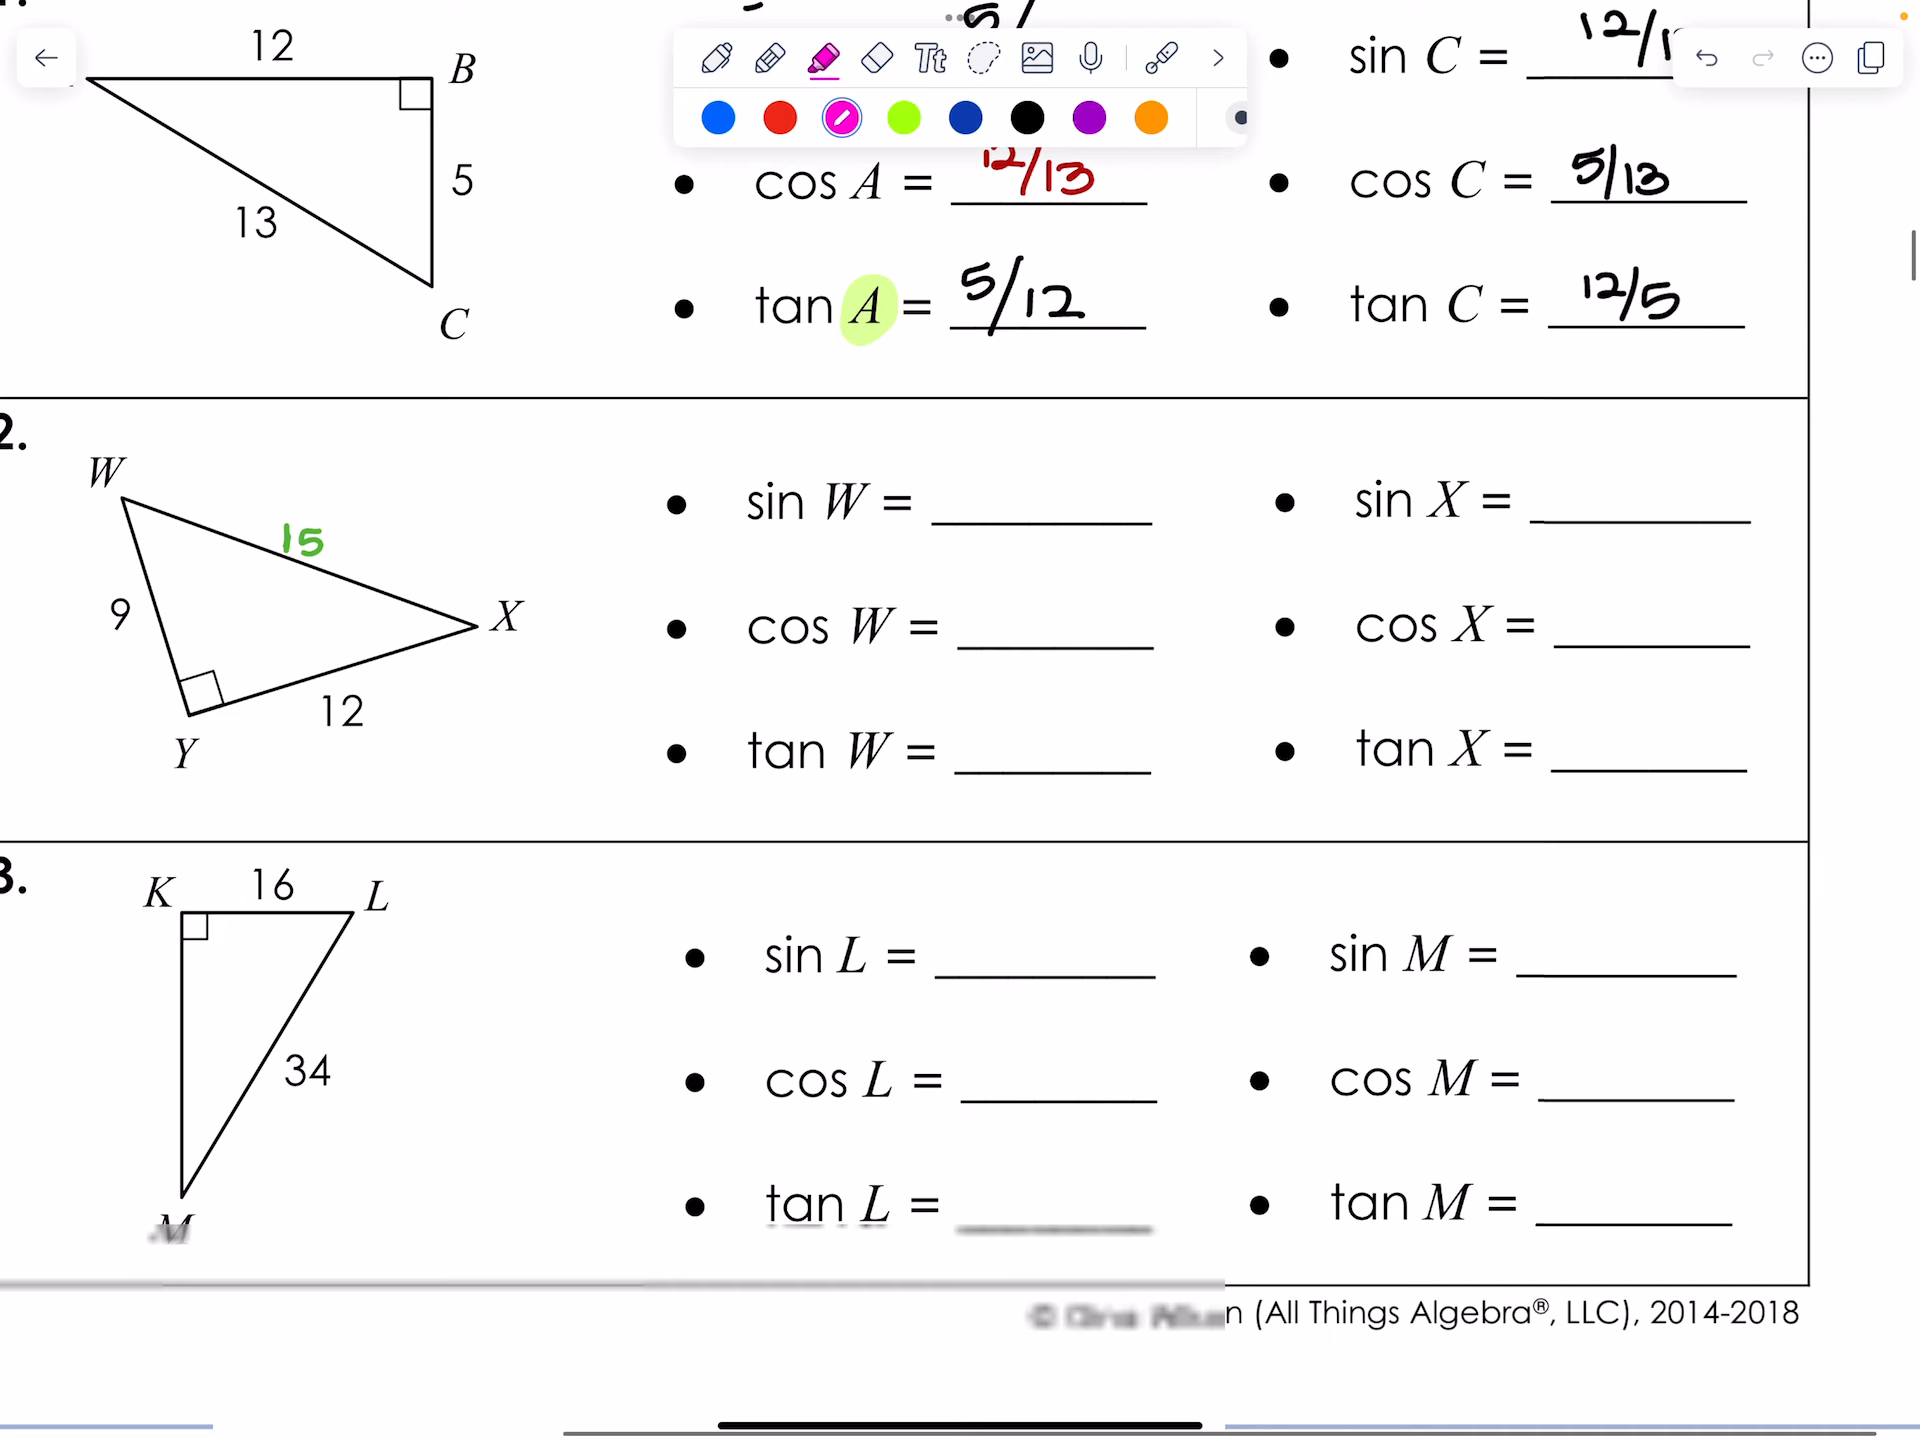 12
B
sin C = 12/1
5
13
cos A = 12/13
cos C = 5/13
tan A = 5/12
tan C = 12/5
C
2.
W
15
9
X
12
Y
sin W =
sin X =
cos W =
cos X =
tan W =
tan X =
3.
K
16
L
34
M
sin L =
sin M =
cos L =
cos M =
tan L =
tan M =
(All Things Algebra®, LLC), 2014-2018
Tt